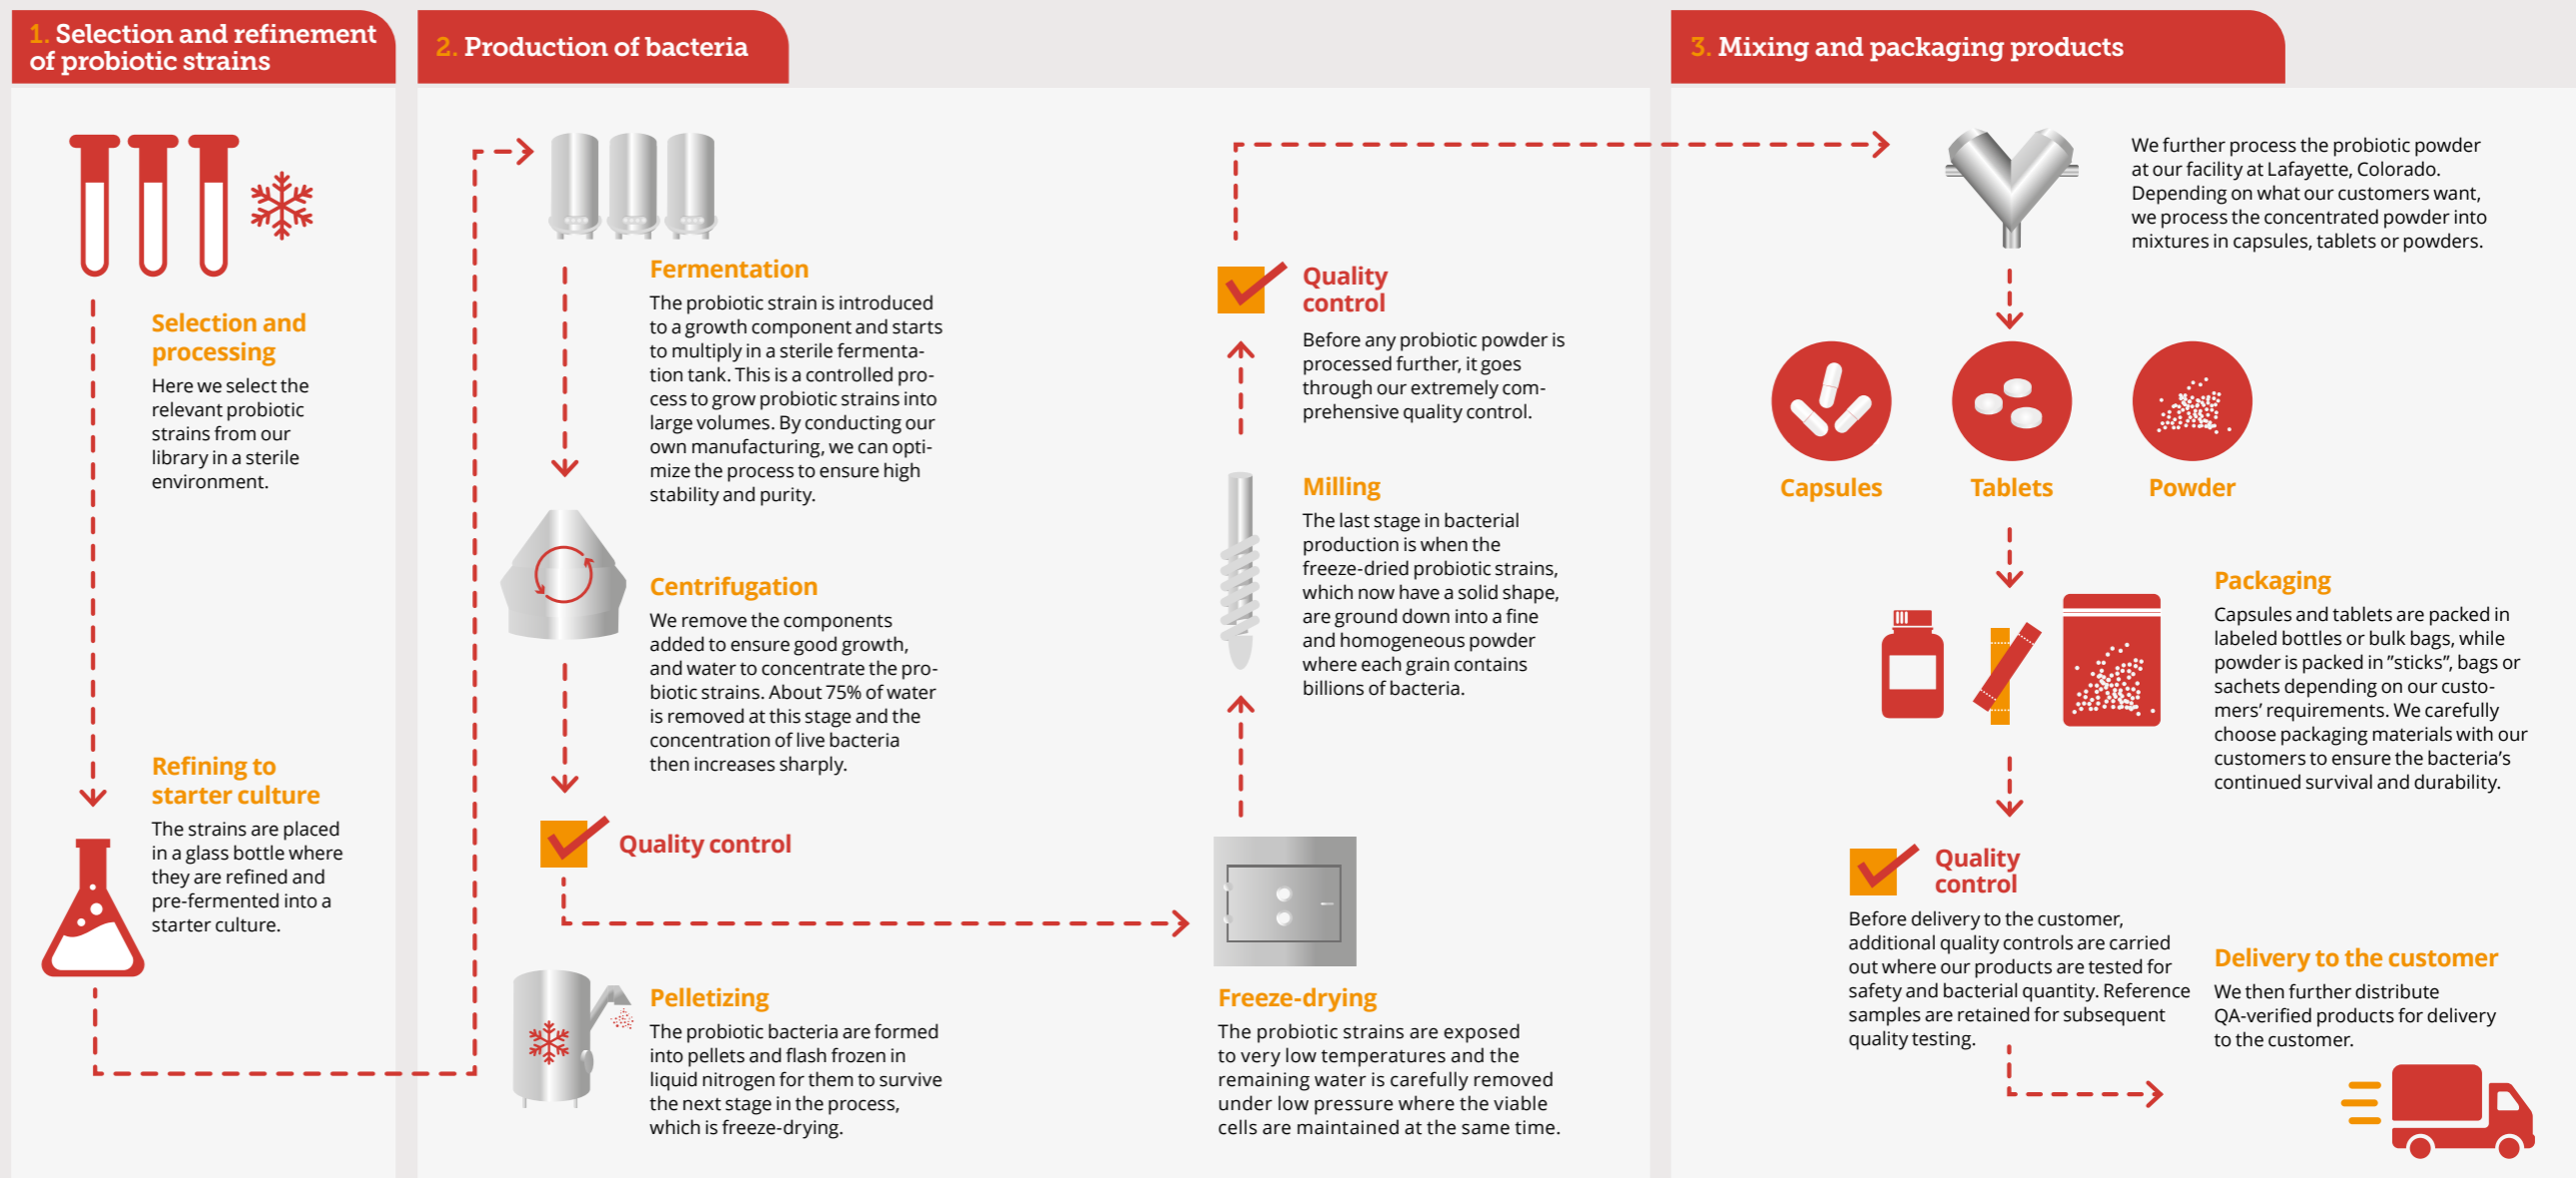 1. Selection and refinement
of probiotic strains
Selection and
processing
Here we select the
relevant probiotic
strains from our
library in a sterile
environment.
Refining to
starter culture
The strains are placed
in a glass bottle where
they are refined and
pre-fermented into a
starter culture.
2. Production of bacteria
Fermentation
The probiotic strain is introduced
to a growth component and starts
to multiply in a sterile fermenta-
tion tank. This is a controlled pro-
cess to grow probiotic strains into
large volumes. By conducting our
own manufacturing, we can opti-
mize the process to ensure high
stability and purity.
Centrifugation
We remove the components
added to ensure good growth,
and water to concentrate the pro-
biotic strains. About 75% of water
is removed at this stage and the
concentration of live bacteria
then increases sharply.
Quality control
Pelletizing
The probiotic bacteria are formed
into pellets and flash frozen in
liquid nitrogen for them to survive
the next stage in the process,
which is freeze-drying.
Freeze-drying
The probiotic strains are exposed
to very low temperatures and the
remaining water is carefully removed
under low pressure where the viable
cells are maintained at the same time.
Milling
The last stage in bacterial
production is when the
freeze-dried probiotic strains,
which now have a solid shape,
are ground down into a fine
and homogeneous powder
where each grain contains
billions of bacteria.
Quality
control
Before any probiotic powder is
processed further, it goes
through our extremely com-
prehensive quality control.
3. Mixing and packaging products
We further process the probiotic powder
at our facility at Lafayette, Colorado.
Depending on what our customers want,
we process the concentrated powder into
mixtures in capsules, tablets or powders.
Capsules
Tablets
Powder
Packaging
Capsules and tablets are packed in
labeled bottles or bulk bags, while
powder is packed in ”sticks”, bags or
sachets depending on our custo-
mers’ requirements. We carefully
choose packaging materials with our
customers to ensure the bacteria’s
continued survival and durability.
Quality
control
Before delivery to the customer,
additional quality controls are carried
out where our products are tested for
safety and bacterial quantity. Reference
samples are retained for subsequent
quality testing.
Delivery to the customer
We then further distribute
QA-verified products for delivery
to the customer.